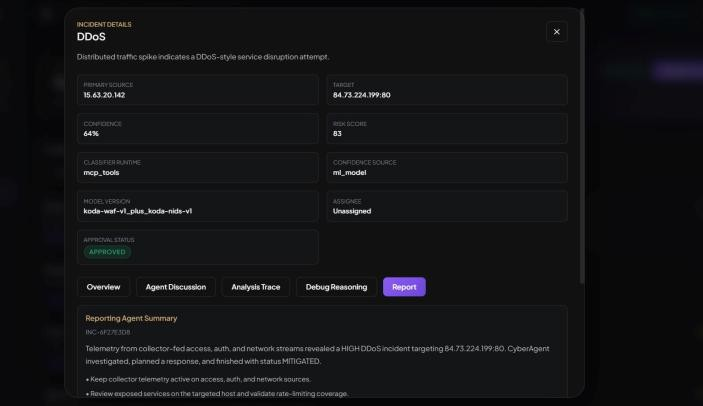 INCIDENT DETAILS
DDoS
Distributed traffic spike indicates a DDoS-style service disruption attempt.
PRIMARY SOURCE
15.63.20.142
TARGET
84.73.224.199:80
CONFIDENCE
64%
RISK SCORE
83
CLASSIFIER RUNTIME
mcp_tools
CONFIDENCE SOURCE
ml_model
MODEL VERSION
koda-waf-v1_plus_koda-nids-v1
ASSIGNEE
Unassigned
APPROVAL STATUS
APPROVED
Overview
Agent Discussion
Analysis Trace
Debug Reasoning
Report
Reporting Agent Summary
INC-6F27E3D8
Telemetry from collector-fed access, auth, and network streams revealed a HIGH DDoS incident targeting 84.73.224.199:80. CyberAgent
investigated, planned a response, and finished with status MITIGATED.
• Keep collector telemetry active on access, auth, and network sources.
• Review exposed services on the targeted host and validate rate-limiting coverage.